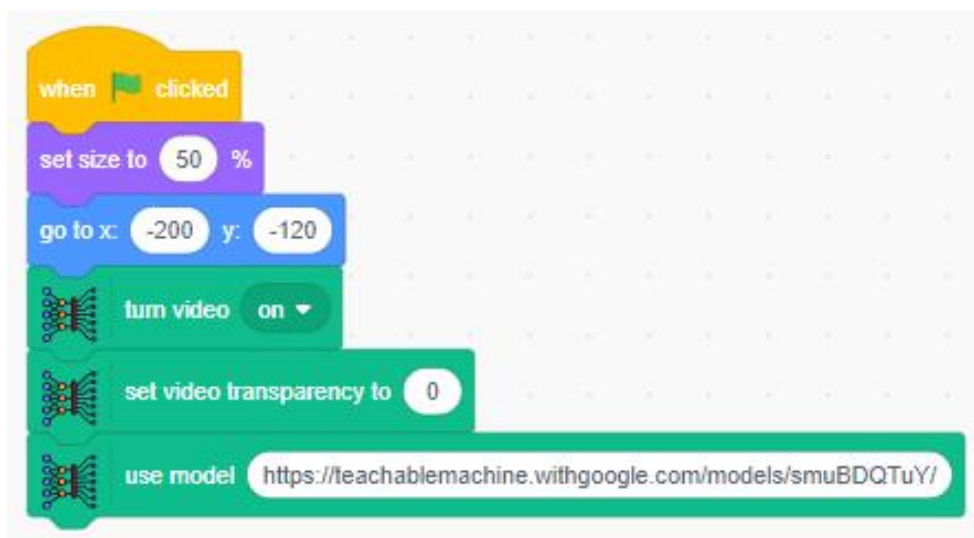 when clicked
set size to 50 %
go to x: -200 y: -120
turn video on
set video transparency to 0
use model https://teachablemachine.withgoogle.com/models/smuBDQTuY/